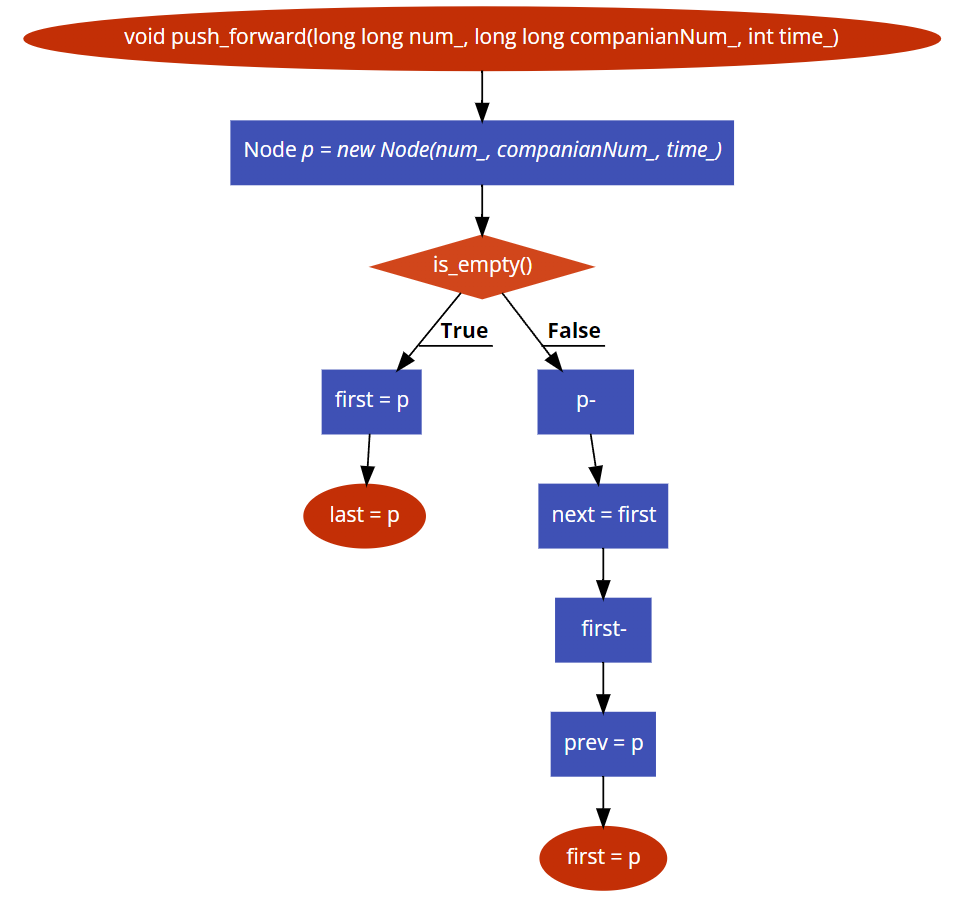 void push_forward(long long num_, long long companianNum_, int time_)
Node p = new Node(num_, companianNum_, time_)
is_empty()
True
False
first = p
p-
last = p
next = first
first-
prev = p
first = p